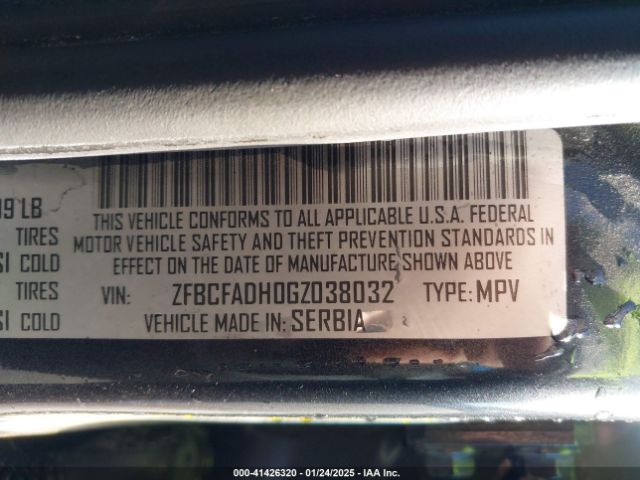 99 LB
TIRES
SI COLD
TIRES
SI COLD
THIS VEHICLE CONFORMS TO ALL APPLICABLE U.S.A. FEDERAL
MOTOR VEHICLE SAFETY AND THEFT PREVENTION STANDARDS IN
EFFECT ON THE DATE OF MANUFACTURE SHOWN ABOVE
VIN: ZFBCFADH0GZ038032 TYPE: MPV
VEHICLE MADE IN: SERBIA
000-41426320 - 01/24/2025 - IAA Inc.